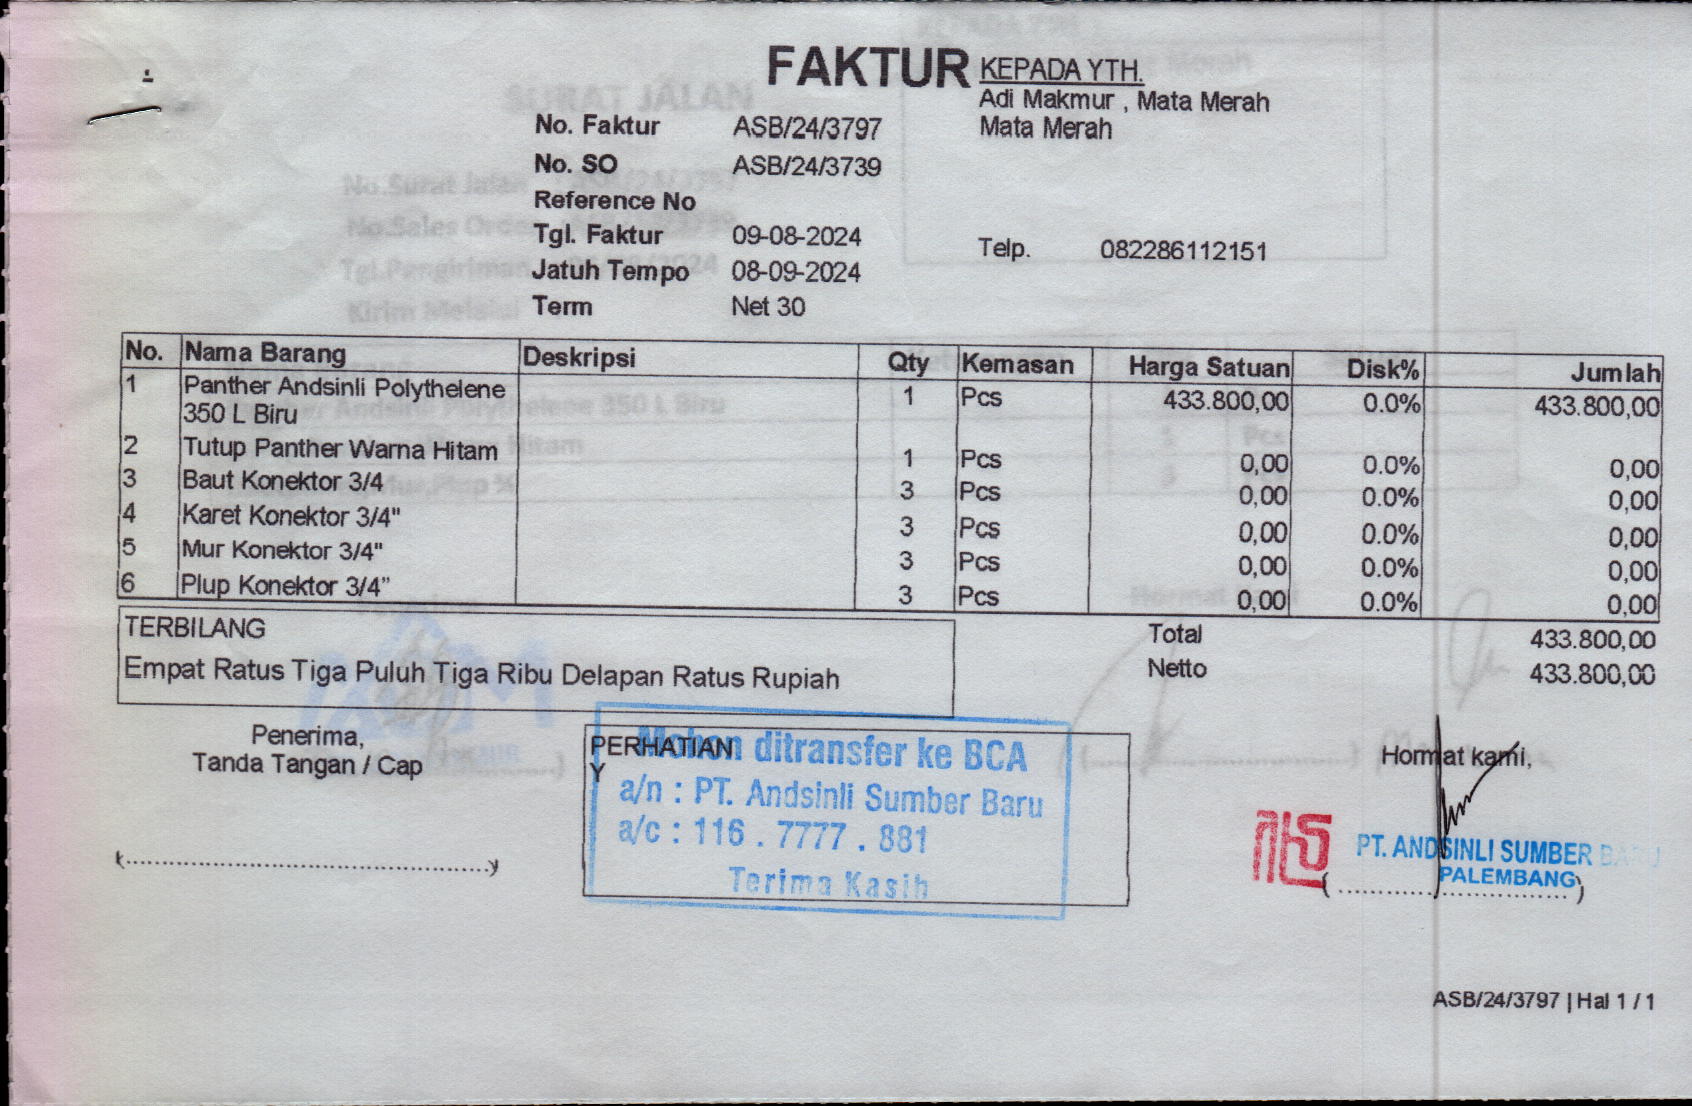 FAKTUR
KEPADA YTH.
Adi Makmur , Mata Merah
Mata Merah
No. Faktur ASB/24/3797
No. SO ASB/24/3739
Reference No
Tgl. Faktur 09-08-2024
Telp. 082286112151
Jatuh Tempo 08-09-2024
Term Net 30
No. Nama Barang Deskripsi Qty Kemasan Harga Satuan Disk% Jumlah
1 Panther Andsinli Polythelene 1 Pcs 433.800,00 0.0% 433.800,00
350 L Biru
2 Tutup Panther Warna Hitam 1 Pcs 0,00 0.0% 0,00
3 Baut Konektor 3/4 3 Pcs 0,00 0.0% 0,00
4 Karet Konektor 3/4" 3 Pcs 0,00 0.0% 0,00
5 Mur Konektor 3/4" 3 Pcs 0,00 0.0% 0,00
6 Plup Konektor 3/4" 3 Pcs 0,00 0.0% 0,00
TERBILANG
Empat Ratus Tiga Puluh Tiga Ribu Delapan Ratus Rupiah
Total 433.800,00
Netto 433.800,00
Penerima,
Tanda Tangan / Cap
PERHATIAN
Y
Mohon ditransfer ke BCA
a/n : PT. Andsinli Sumber Baru
a/c : 116 . 7777 . 881
Terima Kasih
Hormat kami,
PT. ANDSINLI SUMBER BARU
PALEMBANG
ASB/24/3797 | Hal 1 / 1